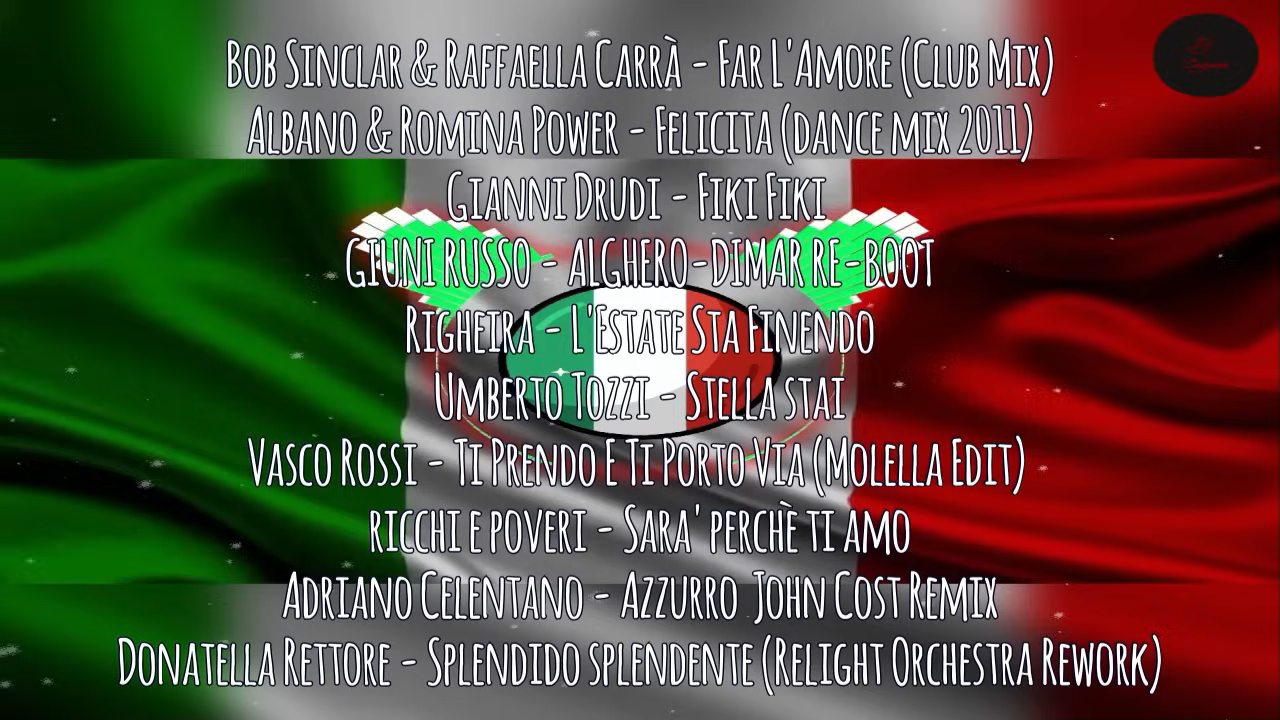 Bob Sinclar & Raffaella Carrà - Far L'Amore (Club Mix)
Albano & Romina Power - Felicita (dance mix 2011)
Gianni Drudi - Fiki Fiki
GIUNI RUSSO - ALGHERO-DIMAR RE-BOOT
Righeira - L'Estate Sta Finendo
Umberto Tozzi - Stella stai
Vasco Rossi - Ti Prendo E Ti Porto Via (Molella Edit)
ricchi e poveri - Sara' perchè ti amo
Adriano Celentano - Azzurro John Cost Remix
Donatella Rettore - Splendido splendente (Relight Orchestra Rework)